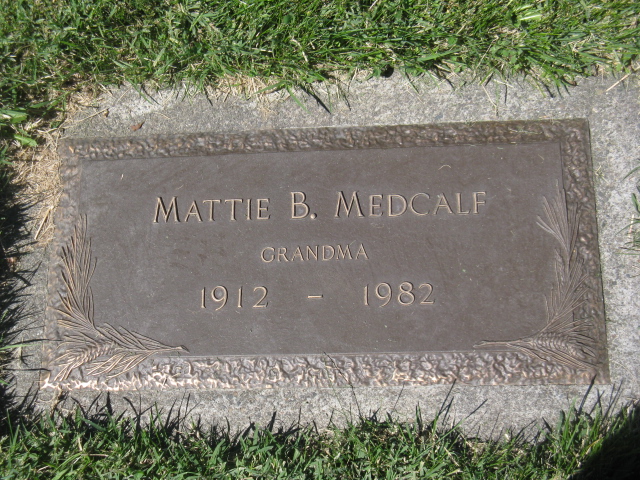 MATTIE B. MEDCALF
GRANDMA
1912 – 1982